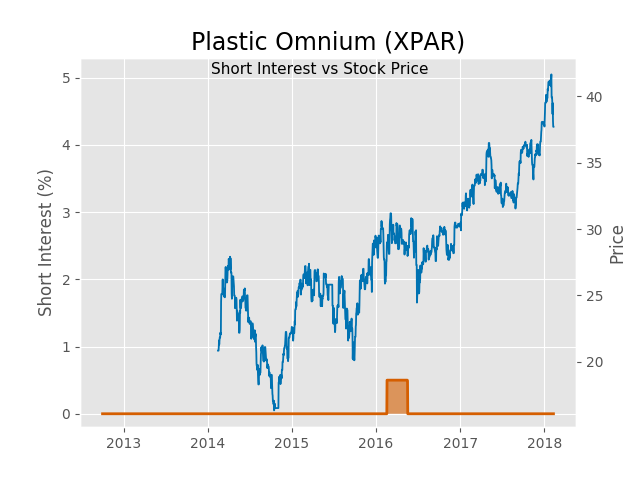 Plastic Omnium (XPAR)
Short Interest vs Stock Price
Short Interest (%)
5
4
3
2
1
0
40
35
30
25
20
Price
2013 2014 2015 2016 2017 2018